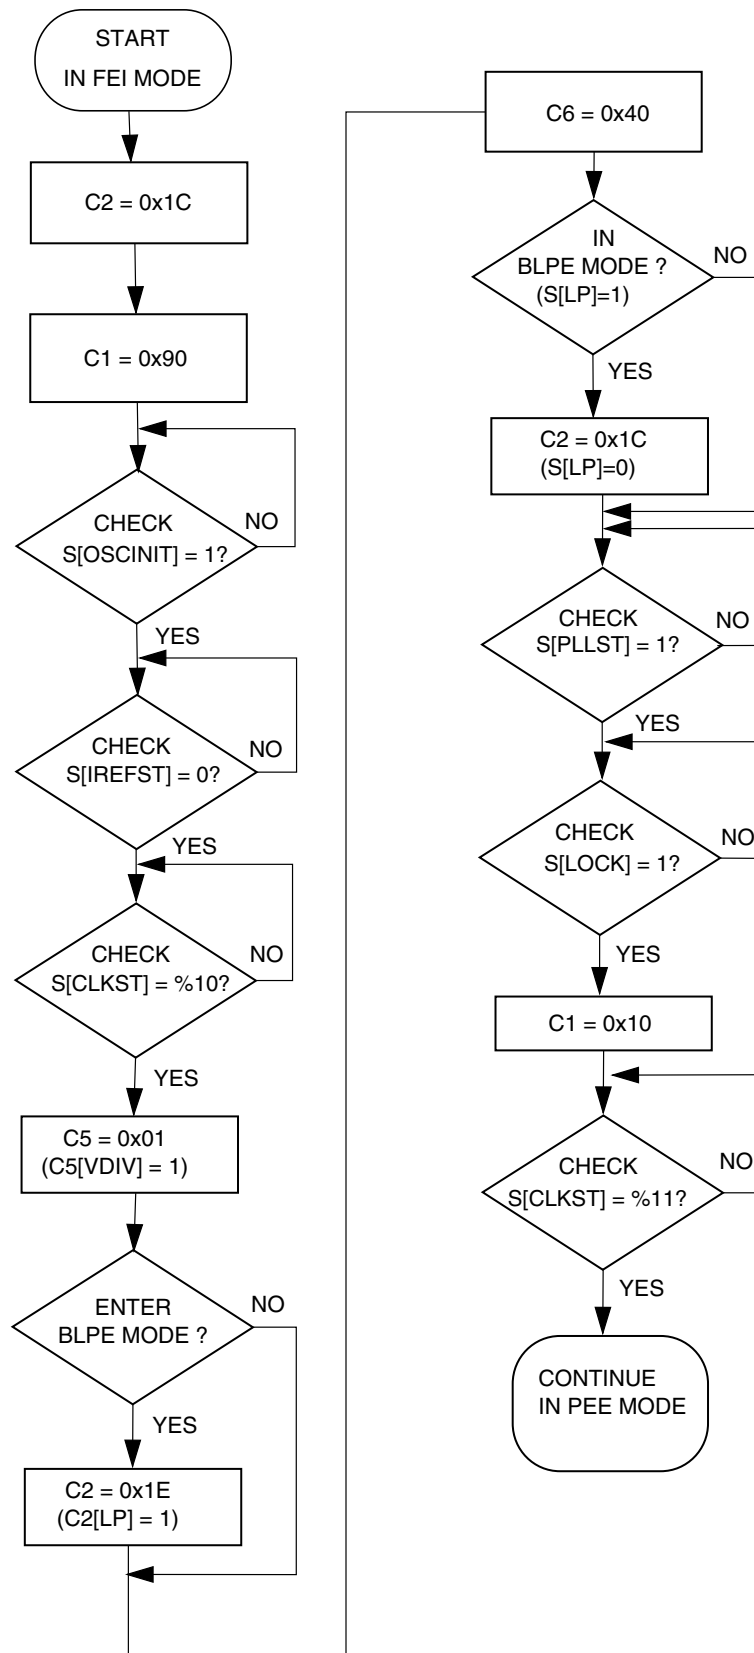 START
IN FEI MODE
C2 = 0x1C
C1 = 0x90
CHECK
S[OSCINIT] = 1?
NO
YES
CHECK
S[IREFST] = 0?
NO
YES
CHECK
S[CLKST] = %10?
NO
YES
C5 = 0x01
(C5[VDIV] = 1)
ENTER
BLPE MODE ?
NO
YES
C2 = 0x1E
(C2[LP] = 1)
C6 = 0x40
IN
BLPE MODE ?
(S[LP]=1)
NO
YES
C2 = 0x1C
(S[LP]=0)
CHECK
S[PLLST] = 1?
NO
YES
CHECK
S[LOCK] = 1?
NO
YES
C1 = 0x10
CHECK
S[CLKST] = %11?
NO
YES
CONTINUE
IN PEE MODE